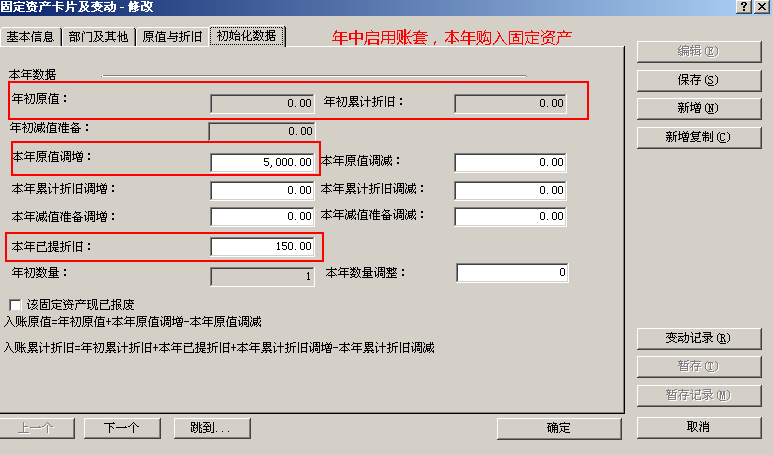 固定资产卡片及变动 - 修改
基本信息 部门及其他 原值与折旧 初始化数据
年中启用账套，本年购入固定资产
编辑(E)
保存(S)
新增(N)
新增复制(C)
本年数据
年初原值： 0.00 年初累计折旧： 0.00
年初减值准备： 0.00
本年原值调增： 5,000.00 本年原值调减： 0.00
本年累计折旧调增： 0.00 本年累计折旧调减： 0.00
本年减值准备调增： 0.00 本年减值准备调减： 0.00
本年已提折旧： 150.00
年初数量： 1 本年数量调整： 0
该固定资产现已报废
入账原值=年初原值+本年原值调增-本年原值调减
入账累计折旧=年初累计折旧+本年已提折旧+本年累计折旧调增-本年累计折旧调减
变动记录(R)
暂存(T)
暂存记录(M)
上一个 下一个 跳到... 确定 取消